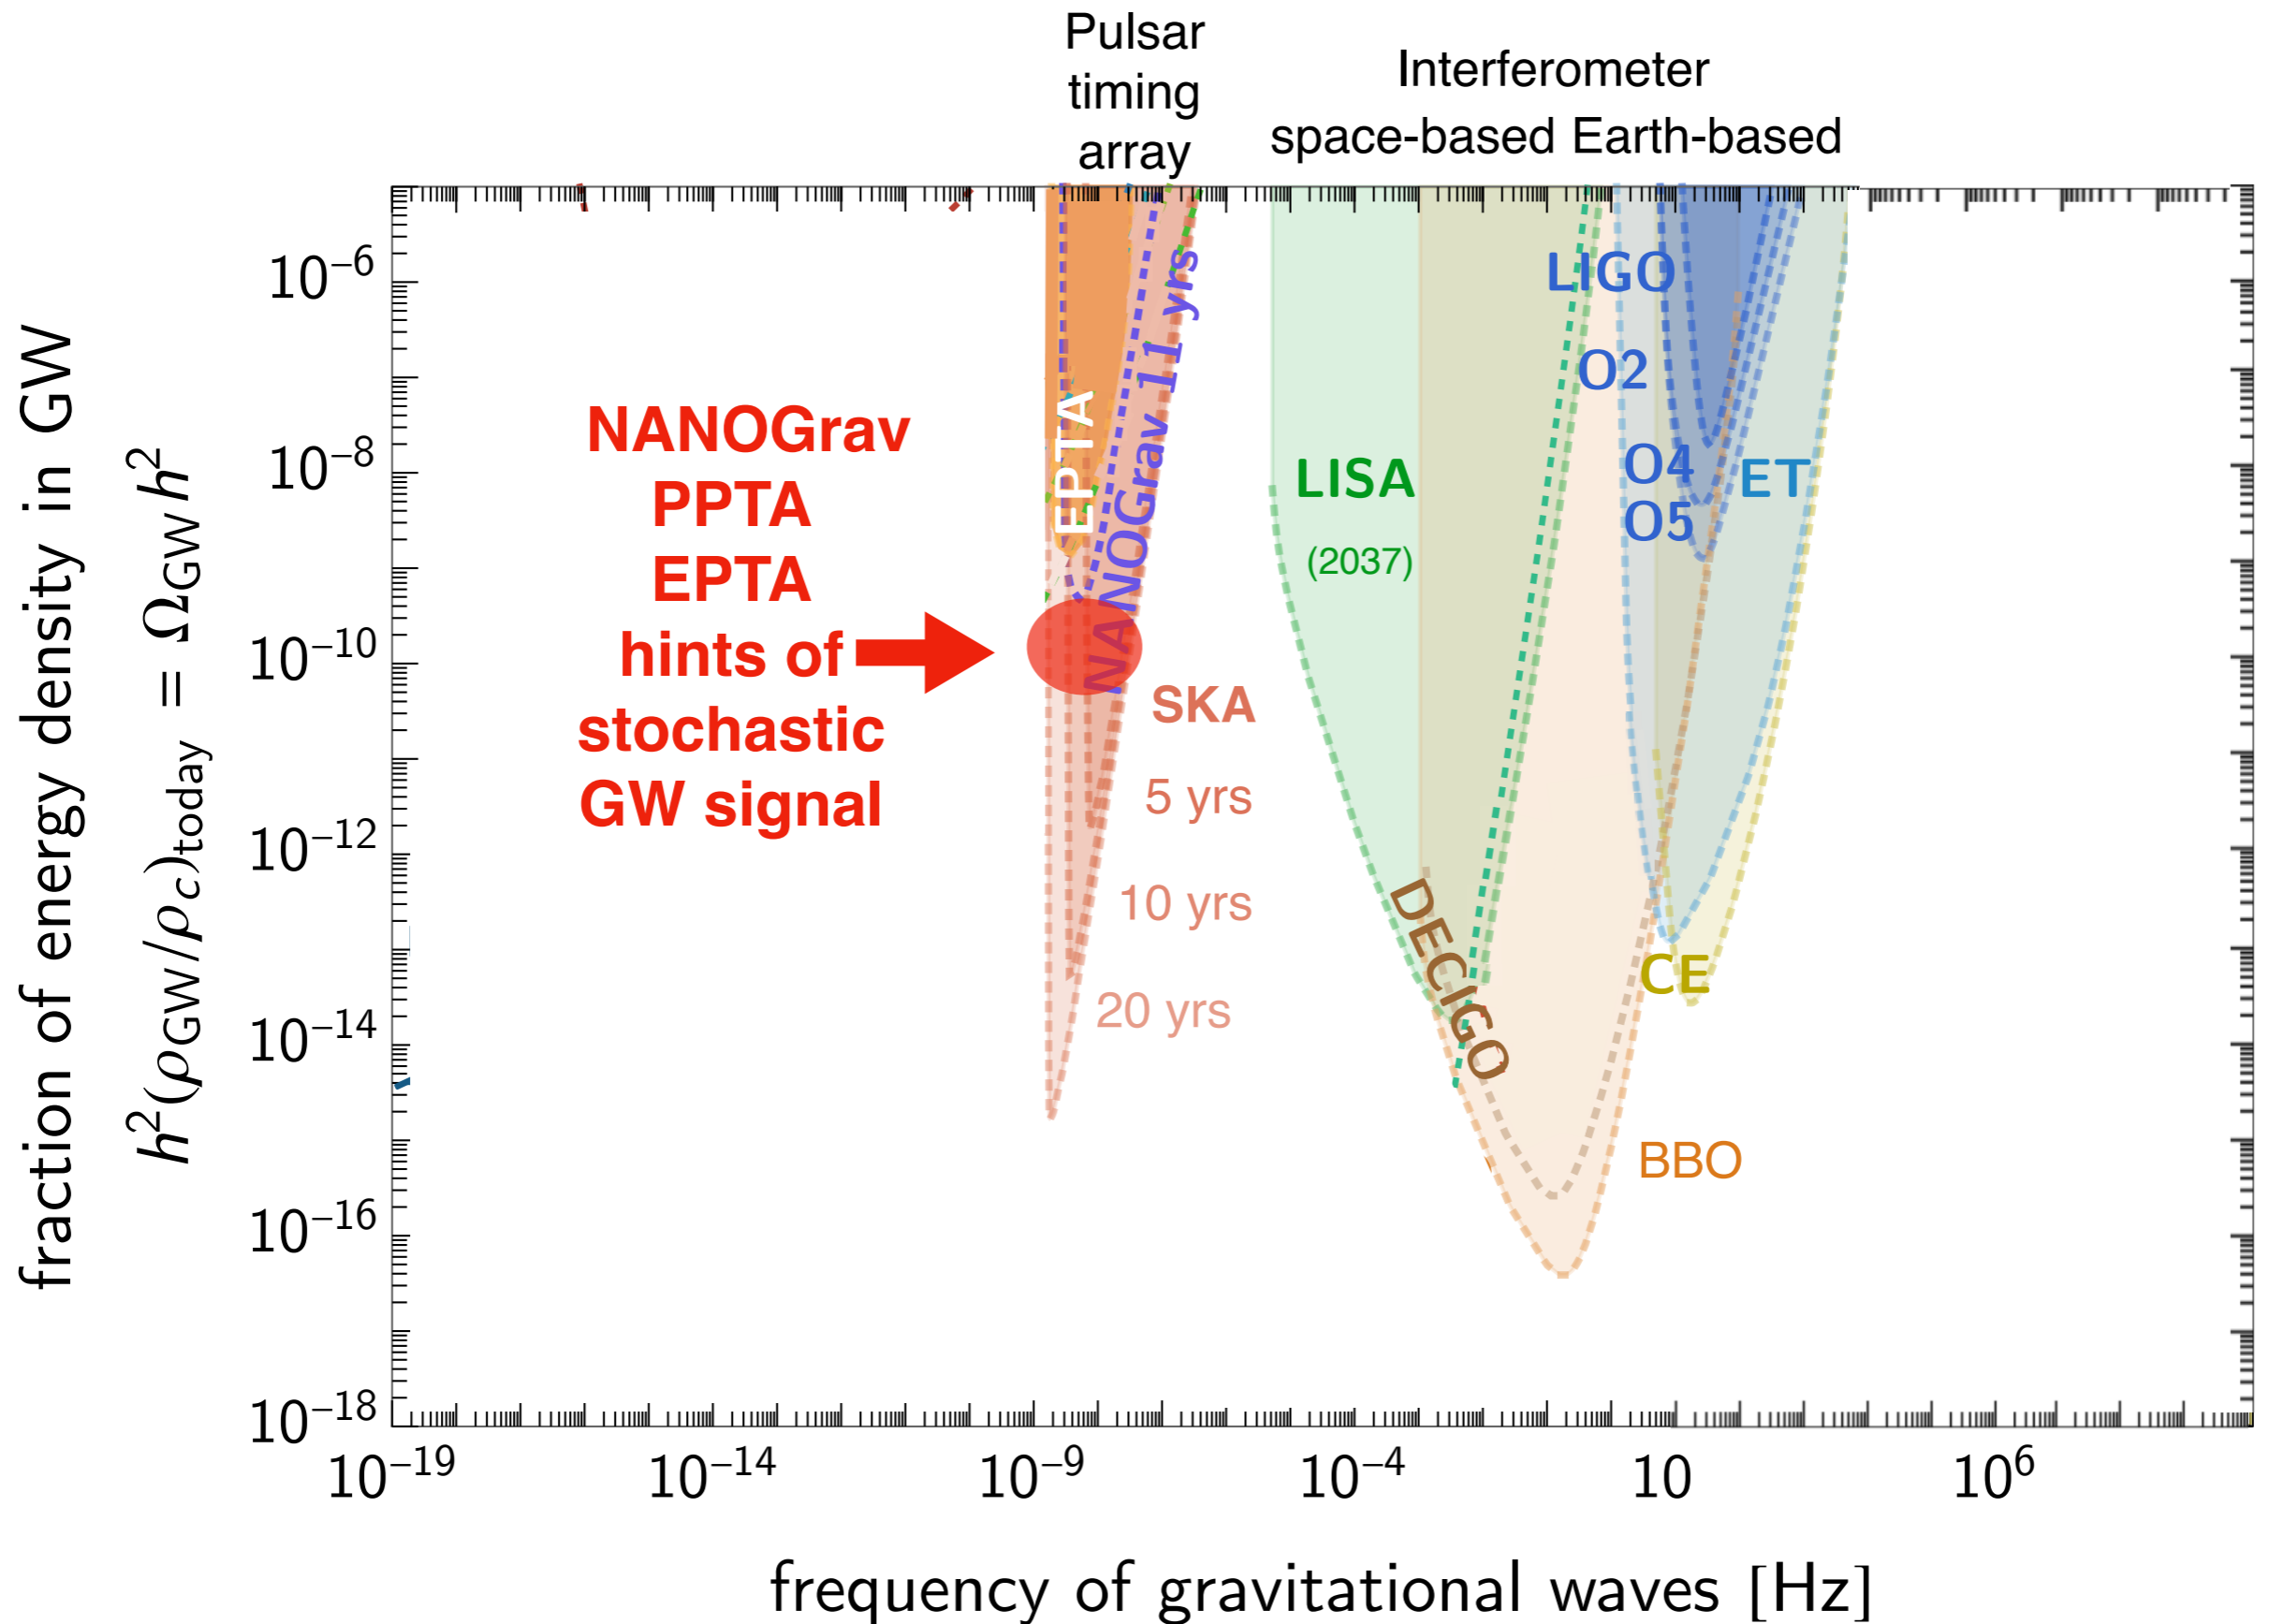 Pulsar
timing
array
Interferometer
space-based Earth-based
fraction of energy density in GW
h²(ρGW/ρc)today = ΩGW h²
10⁻⁶
10⁻⁸
10⁻¹⁰
10⁻¹²
10⁻¹⁴
10⁻¹⁶
10⁻¹⁸
NANOGrav
PPTA
EPTA
hints of
stochastic
GW signal
EPTA
NANOGrav 11 yrs
SKA
5 yrs
10 yrs
20 yrs
LISA
(2037)
DECIGO
BBO
LIGO
O2
O4
O5
ET
CE
10⁻¹⁹
10⁻¹⁴
10⁻⁹
10⁻⁴
10
10⁶
frequency of gravitational waves [Hz]